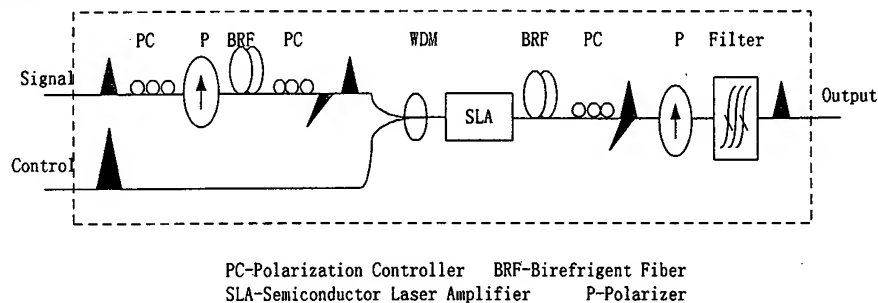 PC P BRF PC WDM BRF PC P Filter
Signal
SLA
Output
Control
PC-Polarization Controller BRF-Birefrigent Fiber
SLA-Semiconductor Laser Amplifier P-Polarizer